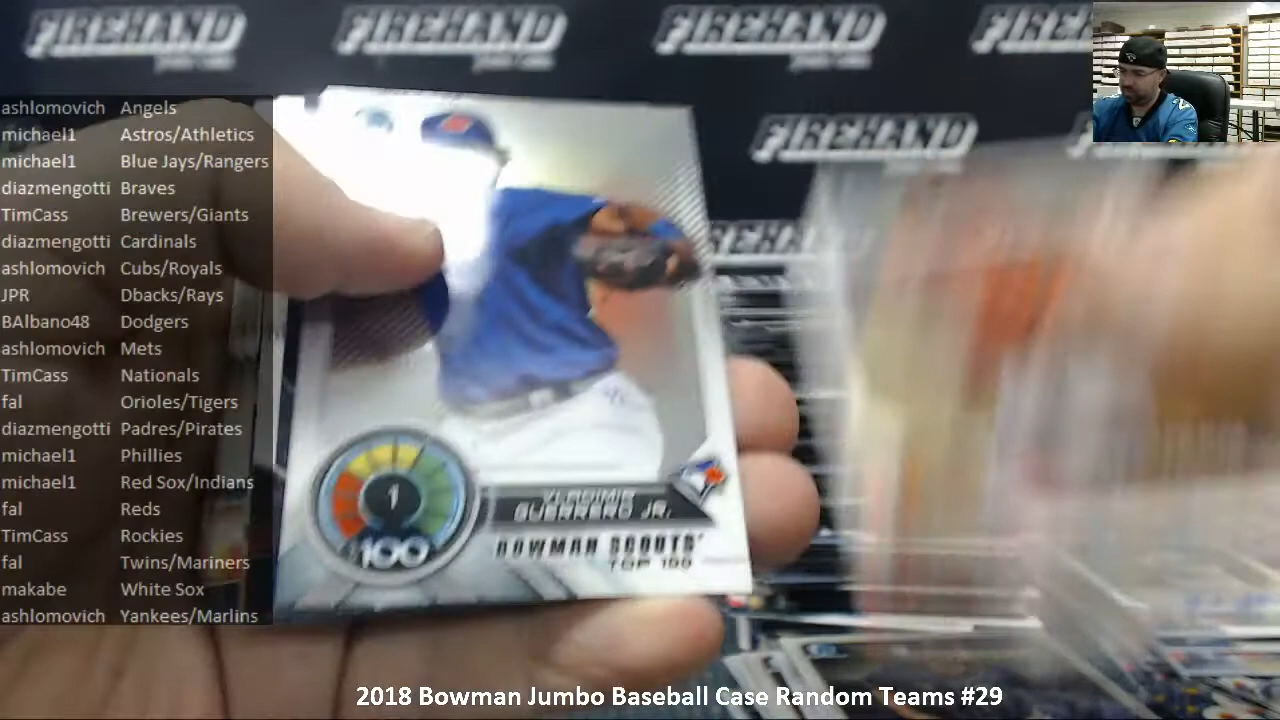 FIREHAND
FIREHAND
FIREHAND
FIREHAND
FIREHAND
ashlomovich Angels
michael1 Astros/Athletics
michael1 Blue Jays/Rangers
diazmengotti Braves
TimCass Brewers/Giants
diazmengotti Cardinals
ashlomovich Cubs/Royals
JPR Dbacks/Rays
BAlbano48 Dodgers
ashlomovich Mets
TimCass Nationals
fal Orioles/Tigers
diazmengotti Padres/Pirates
michael1 Phillies
michael1 Red Sox/Indians
fal Reds
TimCass Rockies
fal Twins/Mariners
makabe White Sox
ashlomovich Yankees/Marlins
1
100
VLADIMIR
GUERRERO JR.
BOWMAN SCOUTS'
TOP 100
2018 Bowman Jumbo Baseball Case Random Teams #29